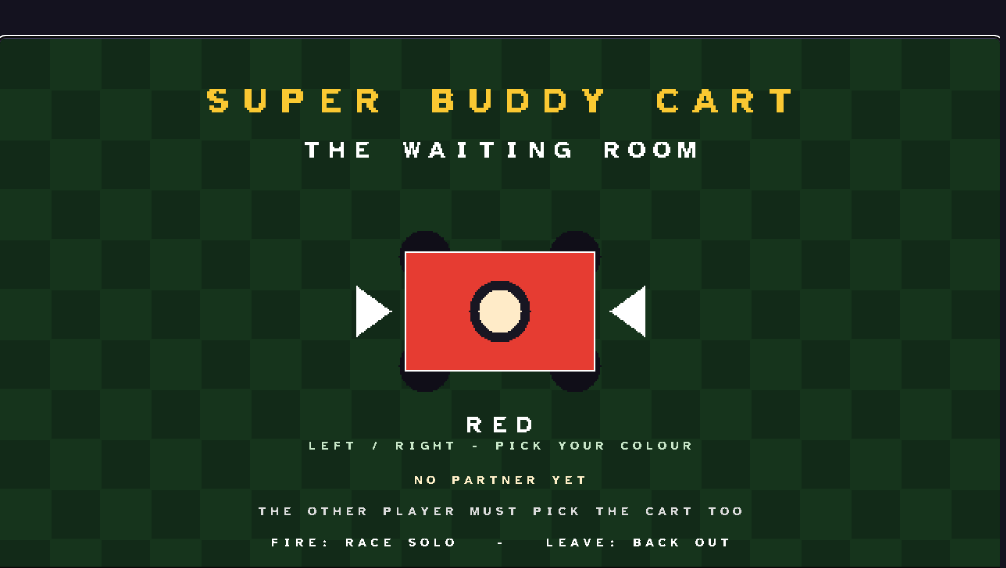 SUPER BUDDY CART
THE WAITING ROOM
RED
LEFT / RIGHT - PICK YOUR COLOUR
NO PARTNER YET
THE OTHER PLAYER MUST PICK THE CART TOO
FIRE: RACE SOLO - LEAVE: BACK OUT